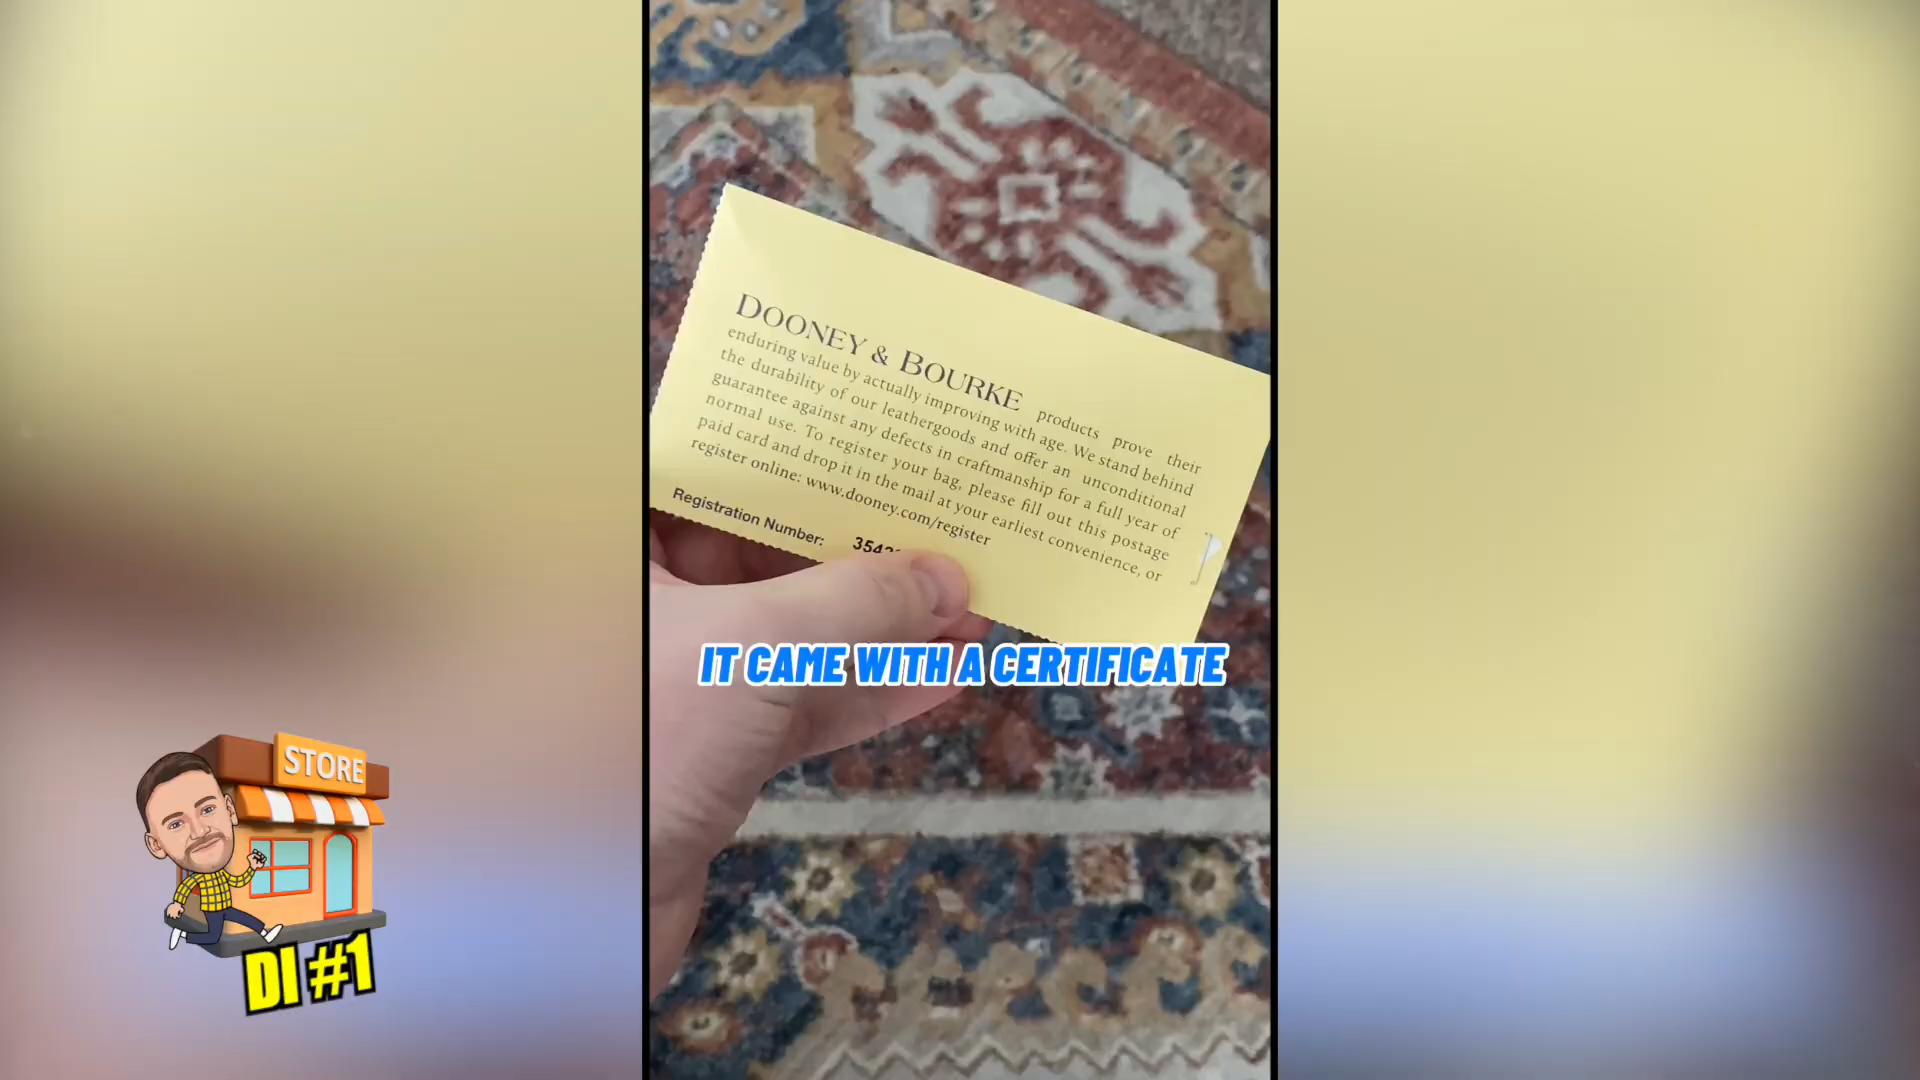 DOONEY & BOURKE products prove their
enduring value by actually improving with age. We stand behind
the durability of our leathergoods and offer an unconditional
guarantee against any defects in craftmanship for a full year of
normal use. To register your bag, please fill out this postage
paid card and drop it in the mail at your earliest convenience, or
register online: www.dooney.com/register
Registration Number:
IT CAME WITH A CERTIFICATE
STORE
DI #1